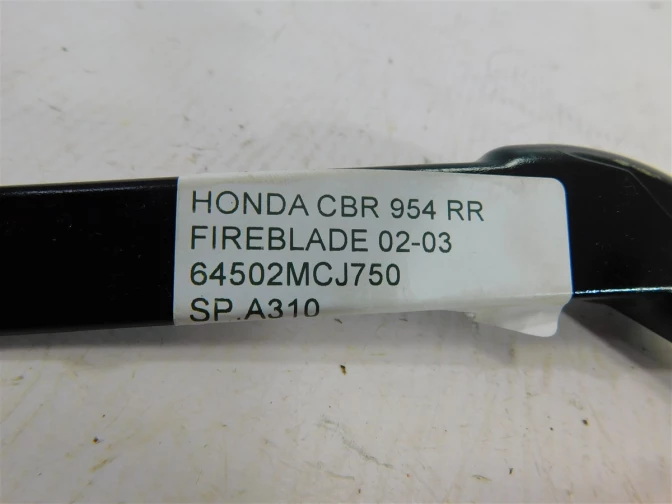 HONDA CBR 954 RR
FIREBLADE 02-03
64502MCJ750
SP.A310